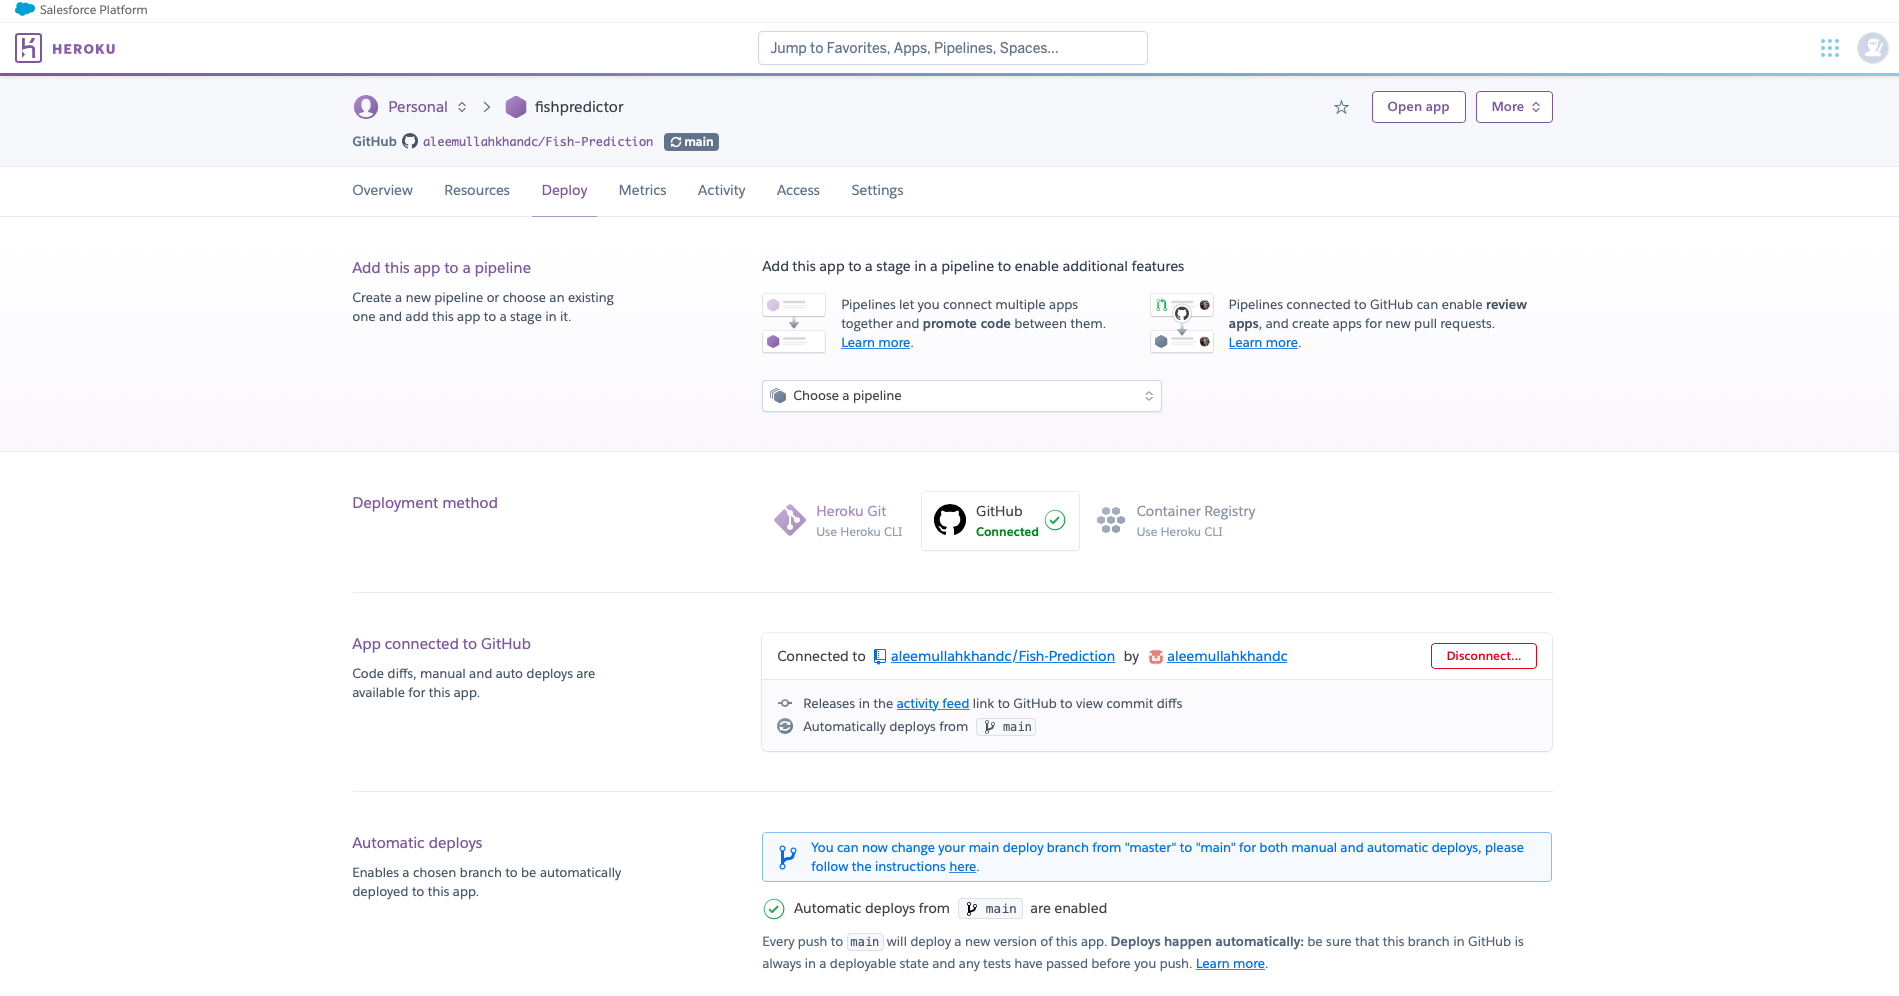 Salesforce Platform
HEROKU
Jump to Favorites, Apps, Pipelines, Spaces...
Personal
fishpredictor
Open app
More
GitHub aleemullahkhandc/Fish-Prediction main
Overview Resources Deploy Metrics Activity Access Settings
Add this app to a pipeline
Create a new pipeline or choose an existing
one and add this app to a stage in it.
Add this app to a stage in a pipeline to enable additional features
Pipelines let you connect multiple apps
together and promote code between them.
Learn more.
Pipelines connected to GitHub can enable review
apps, and create apps for new pull requests.
Learn more.
Choose a pipeline
Deployment method
Heroku Git
Use Heroku CLI
GitHub
Connected
Container Registry
Use Heroku CLI
App connected to GitHub
Code diffs, manual and auto deploys are
available for this app.
Connected to aleemullahkhandc/Fish-Prediction by aleemullahkhandc
Disconnect...
Releases in the activity feed link to GitHub to view commit diffs
Automatically deploys from main
Automatic deploys
Enables a chosen branch to be automatically
deployed to this app.
You can now change your main deploy branch from "master" to "main" for both manual and automatic deploys, please
follow the instructions here.
Automatic deploys from main are enabled
Every push to main will deploy a new version of this app. Deploys happen automatically: be sure that this branch in GitHub is
always in a deployable state and any tests have passed before you push. Learn more.